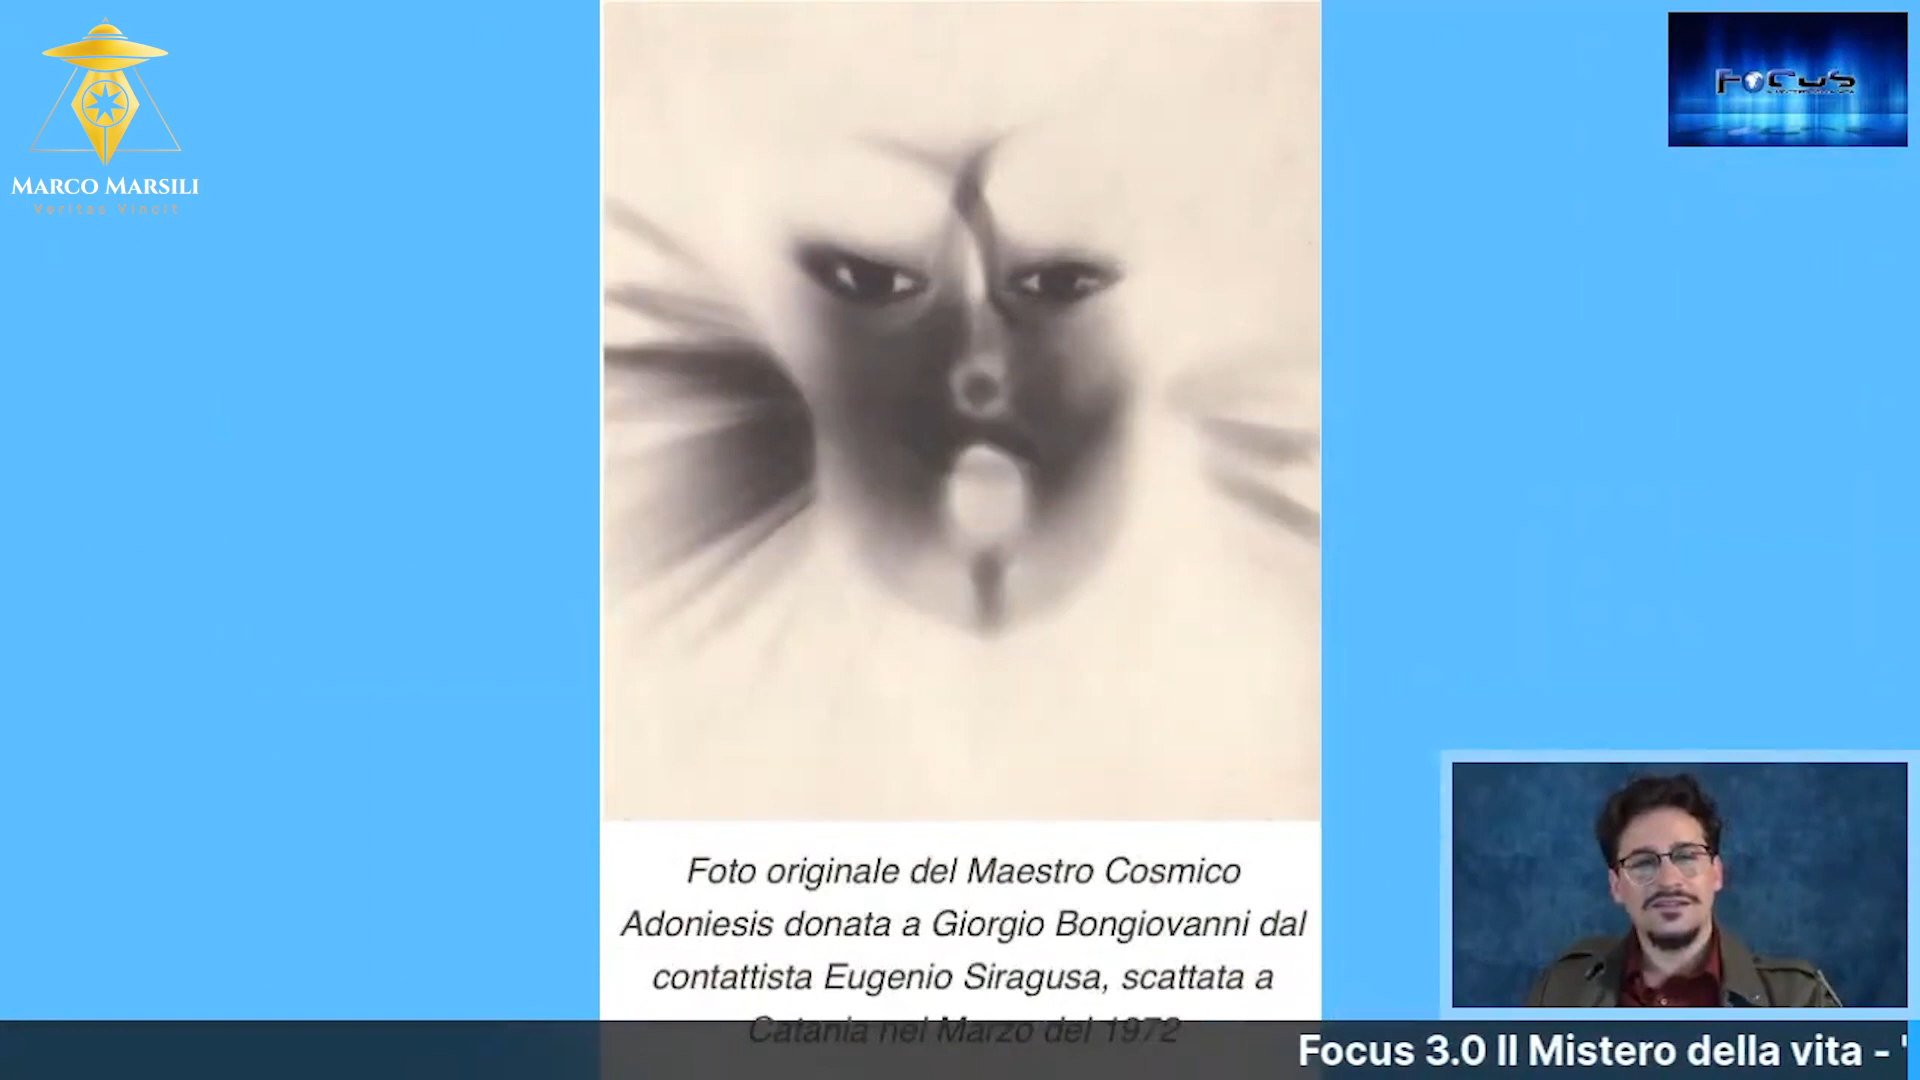 MARCO MARSILI
Veritas Vincit
FOCUS
Foto originale del Maestro Cosmico
Adoniesis donata a Giorgio Bongiovanni dal
contattista Eugenio Siragusa, scattata a
Catania nel Marzo del 1972
Focus 3.0 Il Mistero della vita - '